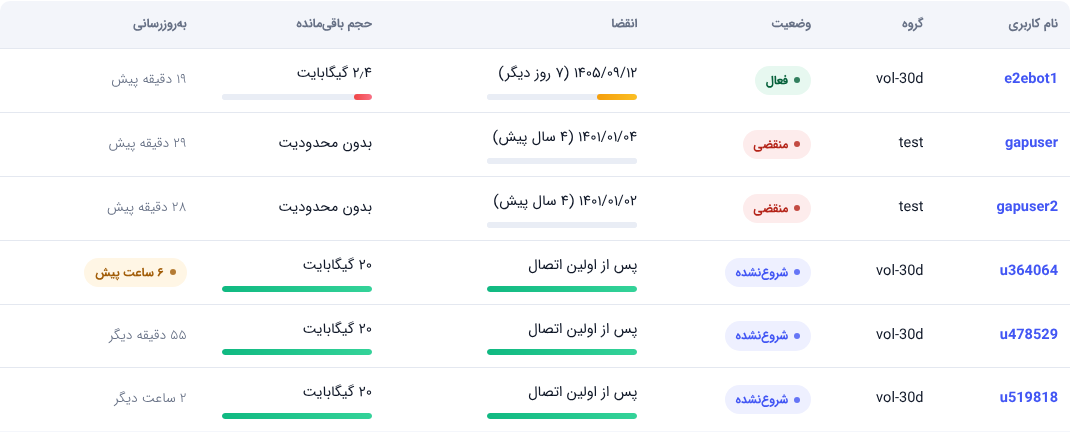 نام کاربری گروه وضعیت انقضا حجم باقی‌مانده به‌روزرسانی
e2ebot1 vol-30d فعال ۱۴۰۵/۰۹/۱۲ (۷ روز دیگر) ۲٫۴ گیگابایت ۱۹ دقیقه پیش
gapuser test منقضی ۱۴۰۱/۰۱/۰۴ (۴ سال پیش) بدون محدودیت ۲۹ دقیقه پیش
gapuser2 test منقضی ۱۴۰۱/۰۱/۰۲ (۴ سال پیش) بدون محدودیت ۲۸ دقیقه پیش
u364064 vol-30d شروع‌نشده پس از اولین اتصال ۲۰ گیگابایت ۶ ساعت پیش
u478529 vol-30d شروع‌نشده پس از اولین اتصال ۲۰ گیگابایت ۵۵ دقیقه دیگر
u519818 vol-30d شروع‌نشده پس از اولین اتصال ۲۰ گیگابایت ۲ ساعت دیگر